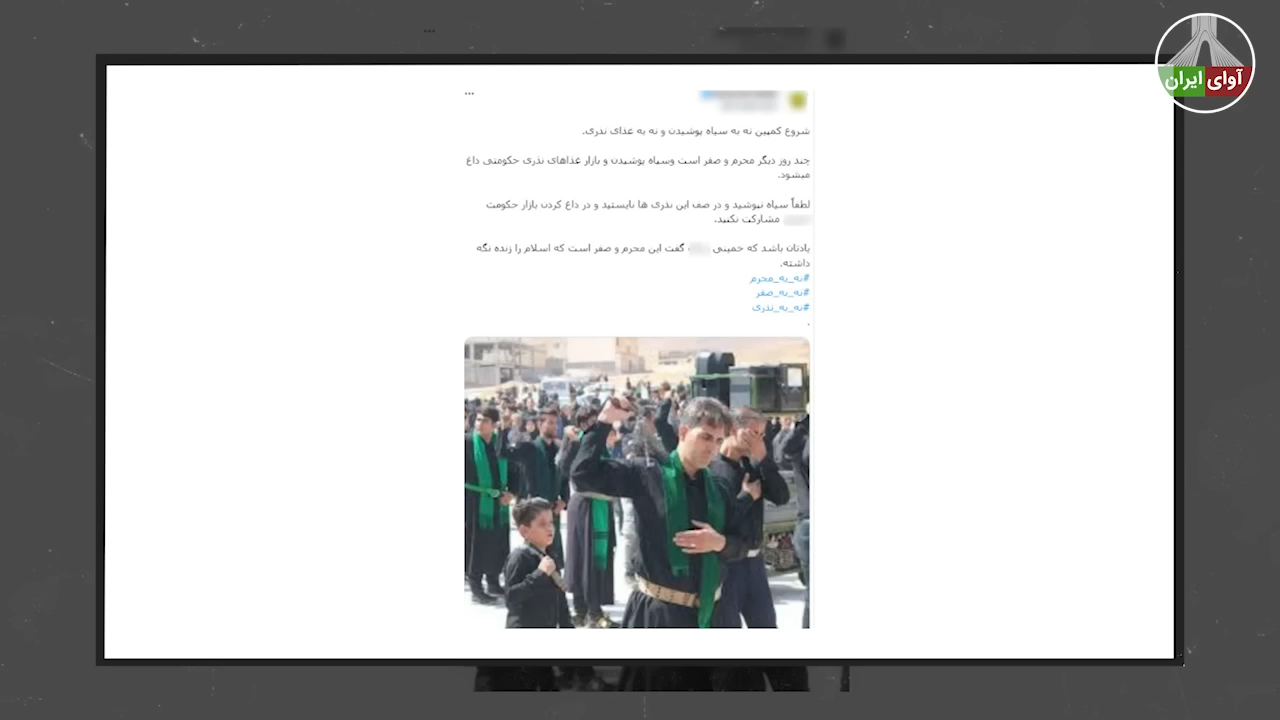 آوای ایران
شروع کمپین نه به سیاه پوشیدن و نه به غذای نذری.
چند روز دیگر محرم و صفر است وسیاه پوشیدن و بازار غذاهای نذری حکومتی داغ
میشود.
لطفاً سیاه نپوشید و در صف این نذری ها نایستید و در داغ کردن بازار حکومت
مشارکت نکنید.
یادتان باشد که خمینی گفت این محرم و صفر است که اسلام را زنده نگه
داشته.
#نه_به_محرم
#نه_به_صفر
#نه_به_نذری
.